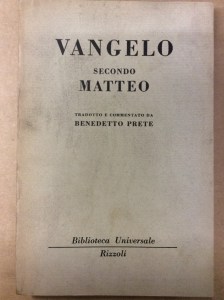 VANGELO
SECONDO
MATTEO
TRADOTTO E COMMENTATO DA
BENEDETTO PRETE
Biblioteca Universale
Rizzoli